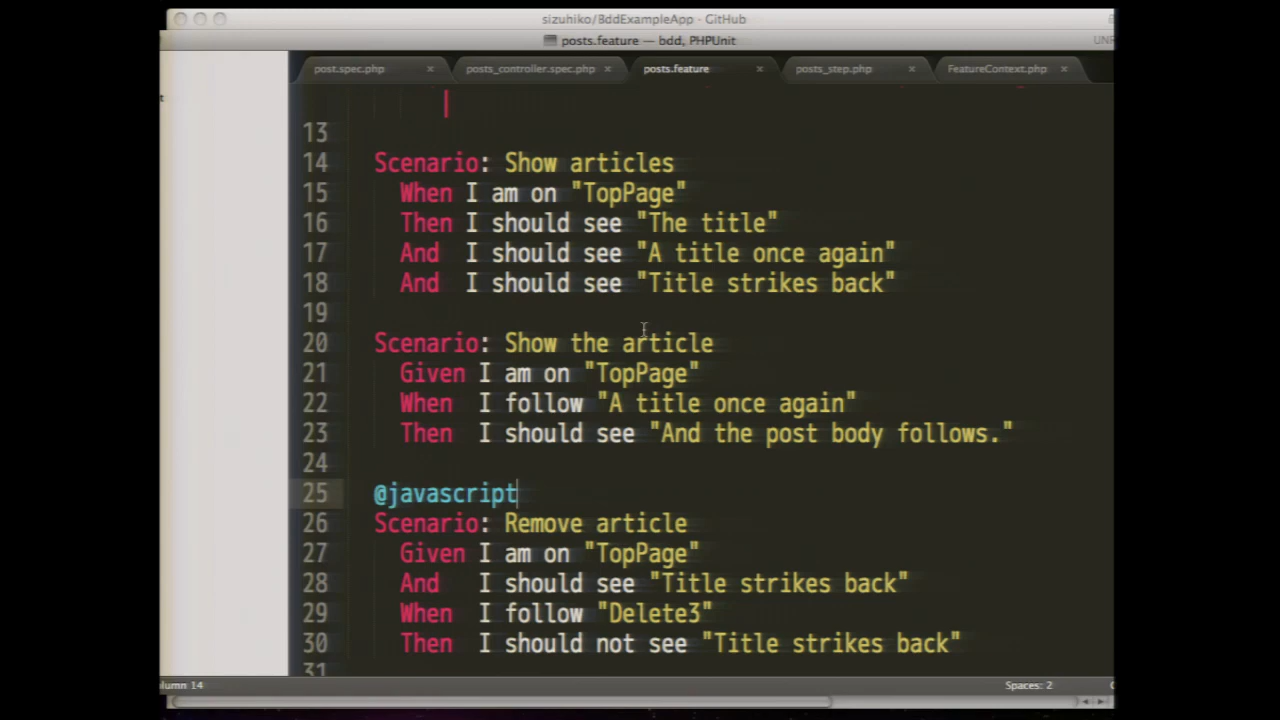 sizuhiko/BddExampleApp - GitHub
posts.feature — bdd, PHPUnit
post.spec.php × posts_controller.spec.php × posts.feature × posts_step.php × FeatureContext.php ×
|
13
14 Scenario: Show articles
15 When I am on "TopPage"
16 Then I should see "The title"
17 And I should see "A title once again"
18 And I should see "Title strikes back"
19
20 Scenario: Show the article
21 Given I am on "TopPage"
22 When I follow "A title once again"
23 Then I should see "And the post body follows."
24
25 @javascript
26 Scenario: Remove article
27 Given I am on "TopPage"
28 And I should see "Title strikes back"
29 When I follow "Delete3"
30 Then I should not see "Title strikes back"
31
lumn 14 Spaces: 2